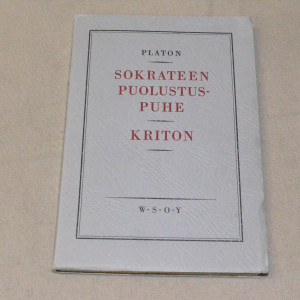 PLATON
SOKRATEEN
PUOLUSTUS-
PUHE
KRITON
W-S-O-Y